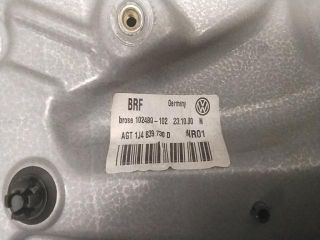 BRF Germany
brose 102480-102 23.10.00 N
AGT 1J4 839 730 D NR01